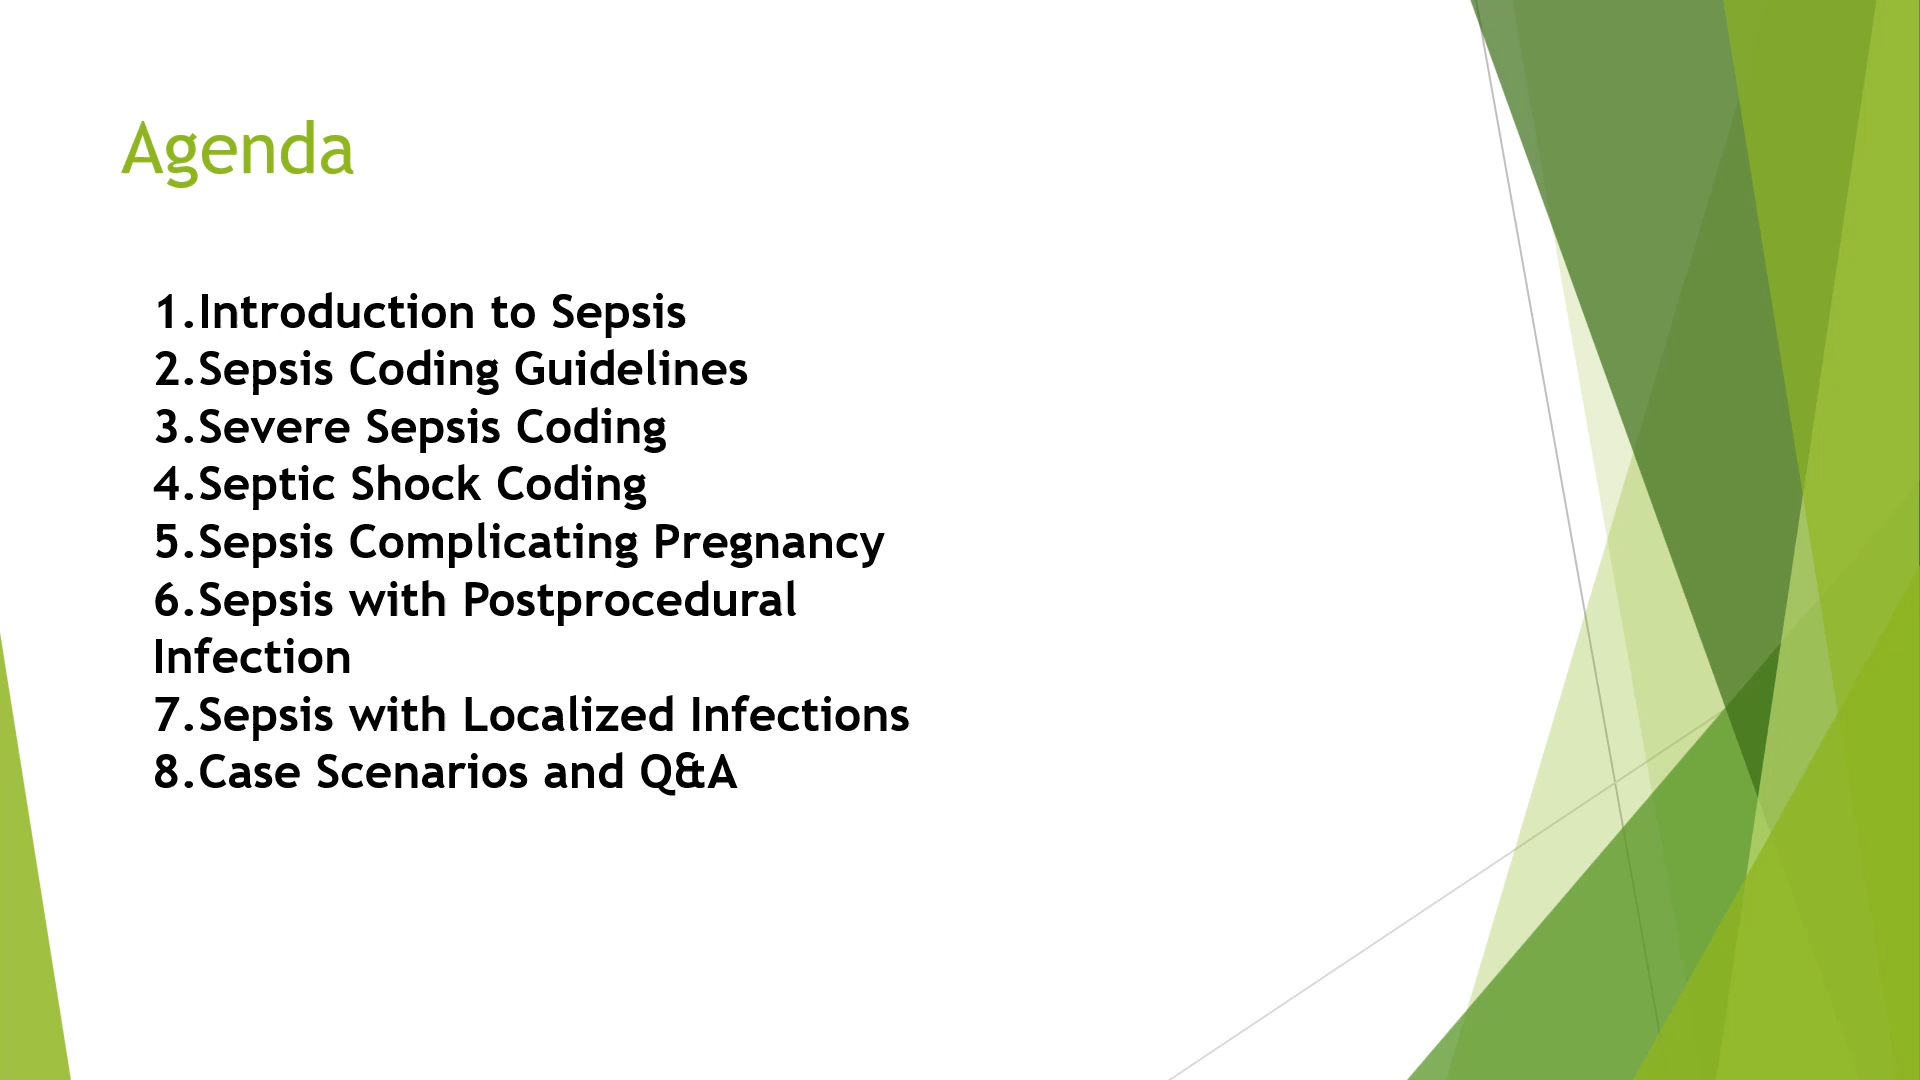 Agenda
1.Introduction to Sepsis
2.Sepsis Coding Guidelines
3.Severe Sepsis Coding
4.Septic Shock Coding
5.Sepsis Complicating Pregnancy
6.Sepsis with Postprocedural
Infection
7.Sepsis with Localized Infections
8.Case Scenarios and Q&A